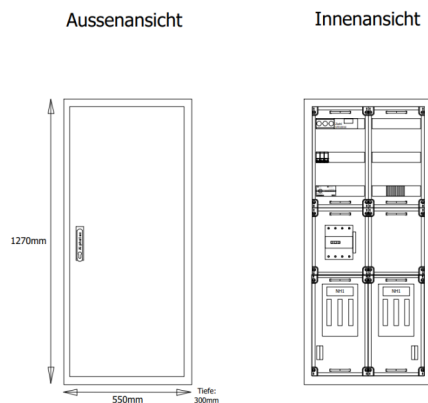 Aussenansicht
Innenansicht
1270mm
550mm
Tiefe:
300mm
NH1
NH1